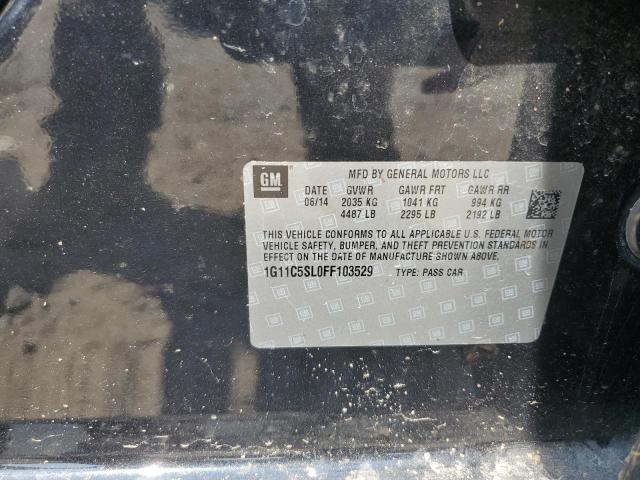 GM
MFD BY GENERAL MOTORS LLC
DATE GVWR GAWR FRT GAWR RR
06/14 2035 KG 1041 KG 994 KG
4487 LB 2295 LB 2192 LB
THIS VEHICLE CONFORMS TO ALL APPLICABLE U.S. FEDERAL MOTOR
VEHICLE SAFETY, BUMPER, AND THEFT PREVENTION STANDARDS IN
EFFECT ON THE DATE OF MANUFACTURE SHOWN ABOVE.
1G11C5SL0FF103529 TYPE: PASS CAR